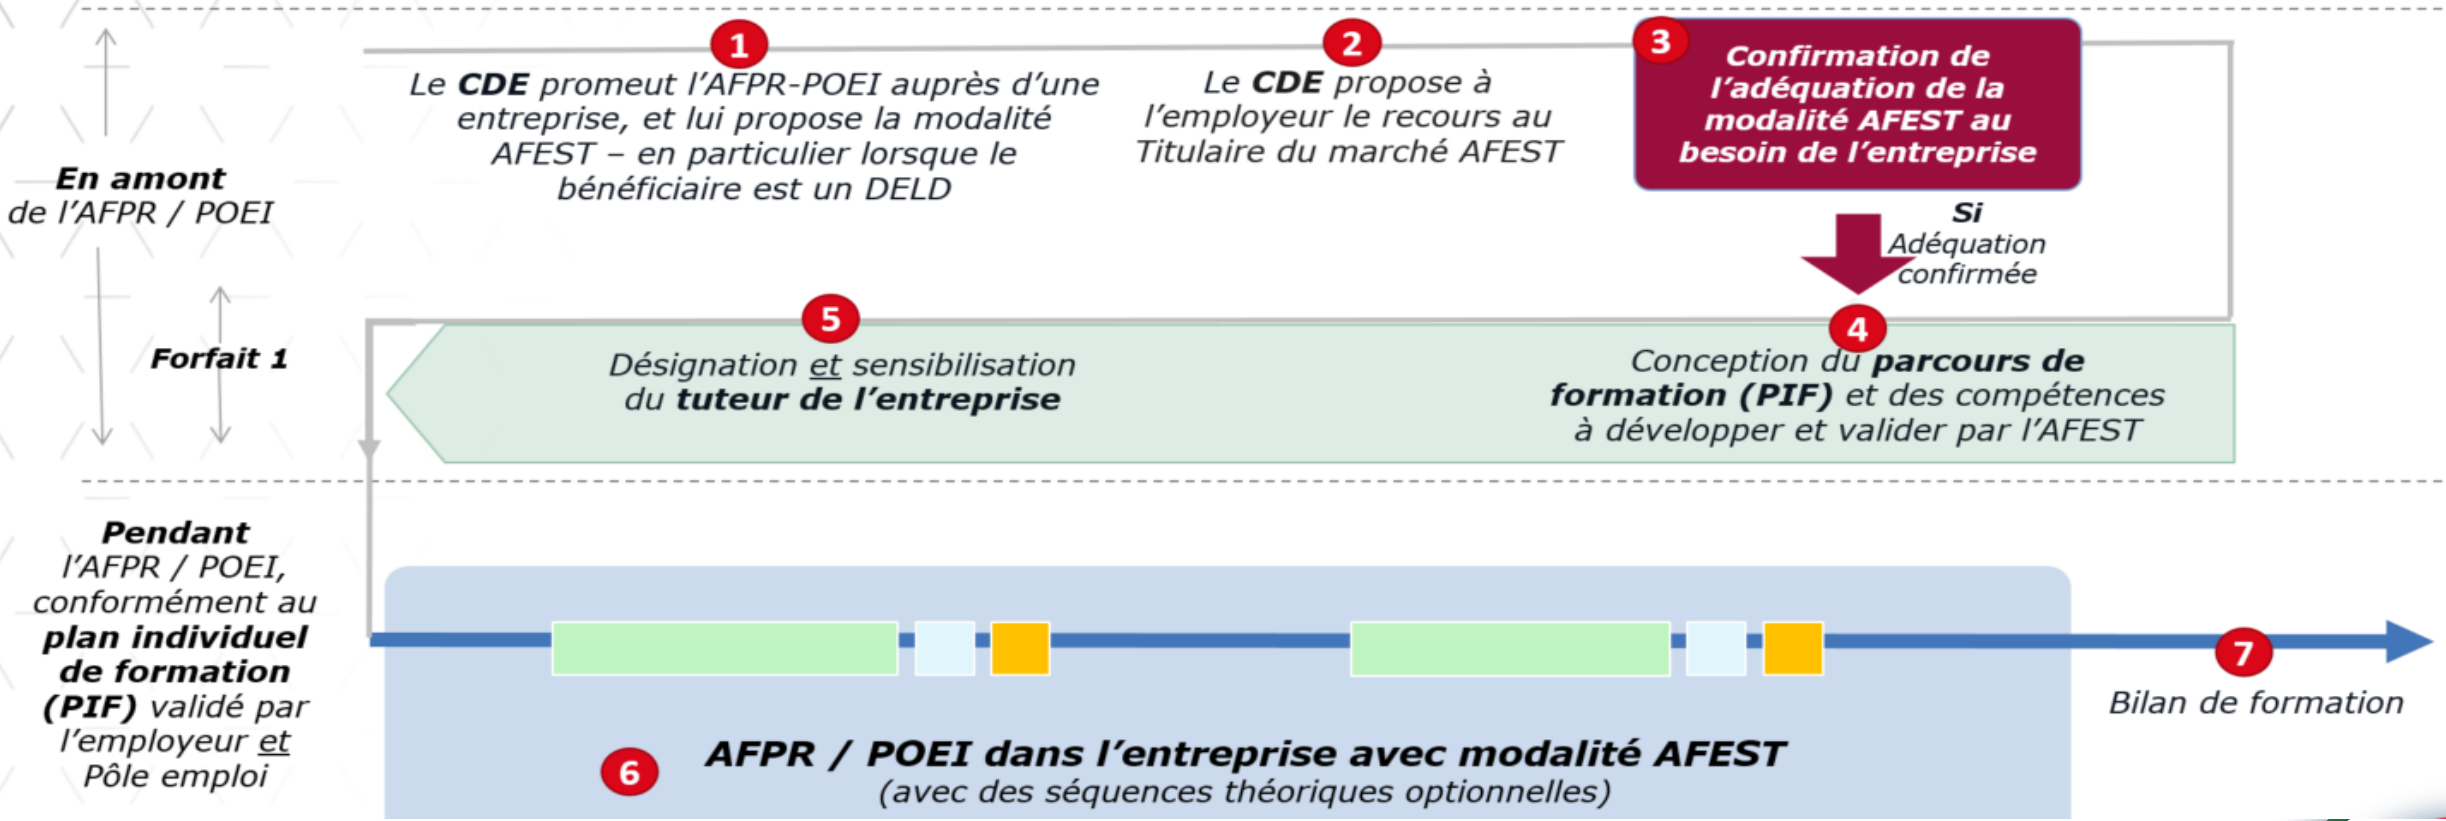 1
Le CDE promeut l'AFPR-POEI auprès d'une
entreprise, et lui propose la modalité
AFEST – en particulier lorsque le
bénéficiaire est un DELD
2
Le CDE propose à
l'employeur le recours au
Titulaire du marché AFEST
3
Confirmation de
l'adéquation de la
modalité AFEST au
besoin de l'entreprise
Si
Adéquation
confirmée
En amont
de l'AFPR / POEI
Forfait 1
5
Désignation et sensibilisation
du tuteur de l'entreprise
4
Conception du parcours de
formation (PIF) et des compétences
à développer et valider par l'AFEST
Pendant
l'AFPR / POEI,
conformément au
plan individuel
de formation
(PIF) validé par
l'employeur et
Pôle emploi
6
AFPR / POEI dans l'entreprise avec modalité AFEST
(avec des séquences théoriques optionnelles)
7
Bilan de formation